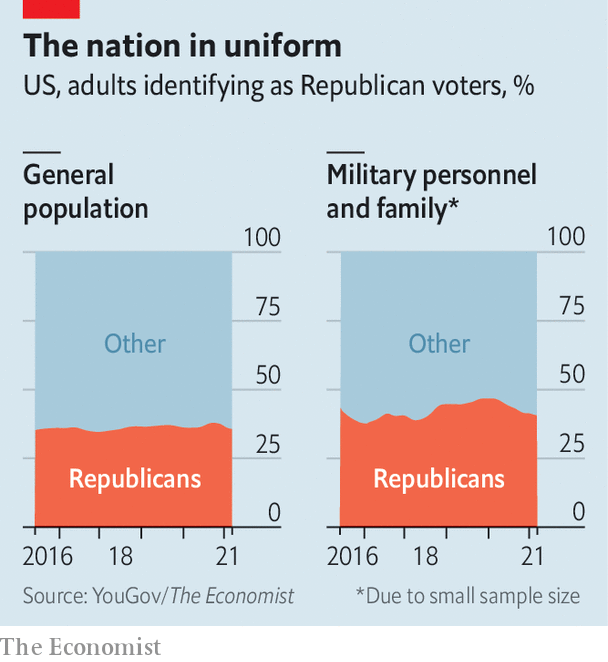 The nation in uniform
US, adults identifying as Republican voters, %
General
population
100
75
Other
50
25
Republicans
0
2016 18 21
Military personnel
and family*
100
75
Other
50
25
Republicans
0
2016 18 21
Source: YouGov/The Economist
*Due to small sample size
The Economist